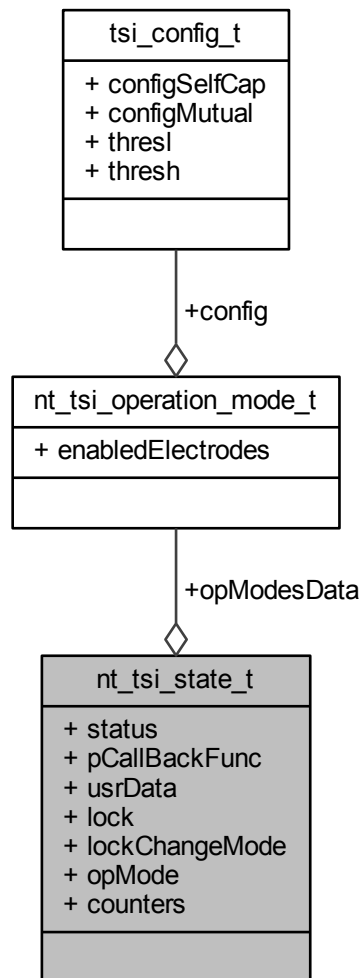 tsi_config_t
+ configSelfCap
+ configMutual
+ thresl
+ thresh
+config
nt_tsi_operation_mode_t
+ enabledElectrodes
+opModesData
nt_tsi_state_t
+ status
+ pCallBackFunc
+ usrData
+ lock
+ lockChangeMode
+ opMode
+ counters